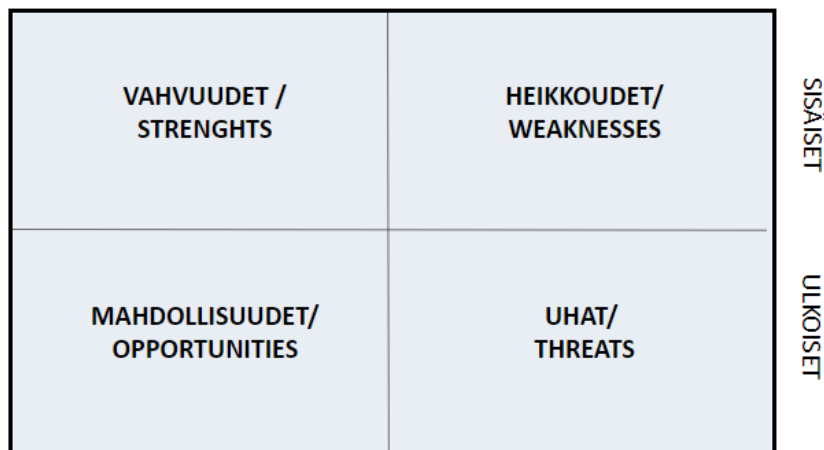 VAHVUUDET /
STRENGHTS
HEIKKOUDET/
WEAKNESSES
SISÄISET
MAHDOLLISUUDET/
OPPORTUNITIES
UHAT/
THREATS
ULKOISET